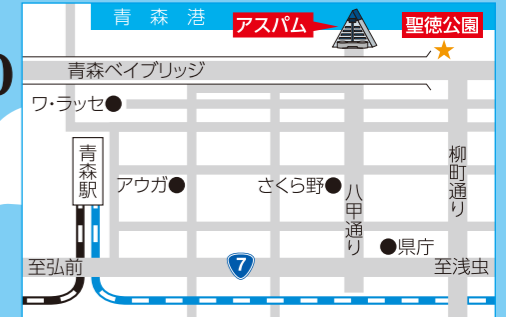 青森港
アスパム
聖徳公園
青森ベイブリッジ
ワ・ラッセ
青森駅
アウガ
さくら野
八甲通り
柳町通り
県庁
至弘前
7
至浅虫